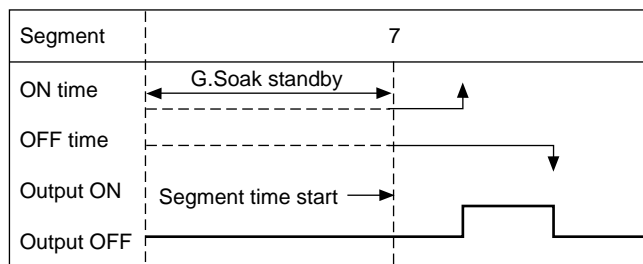 Segment 7
G.Soak standby
ON time
OFF time
Output ON
Segment time start
Output OFF